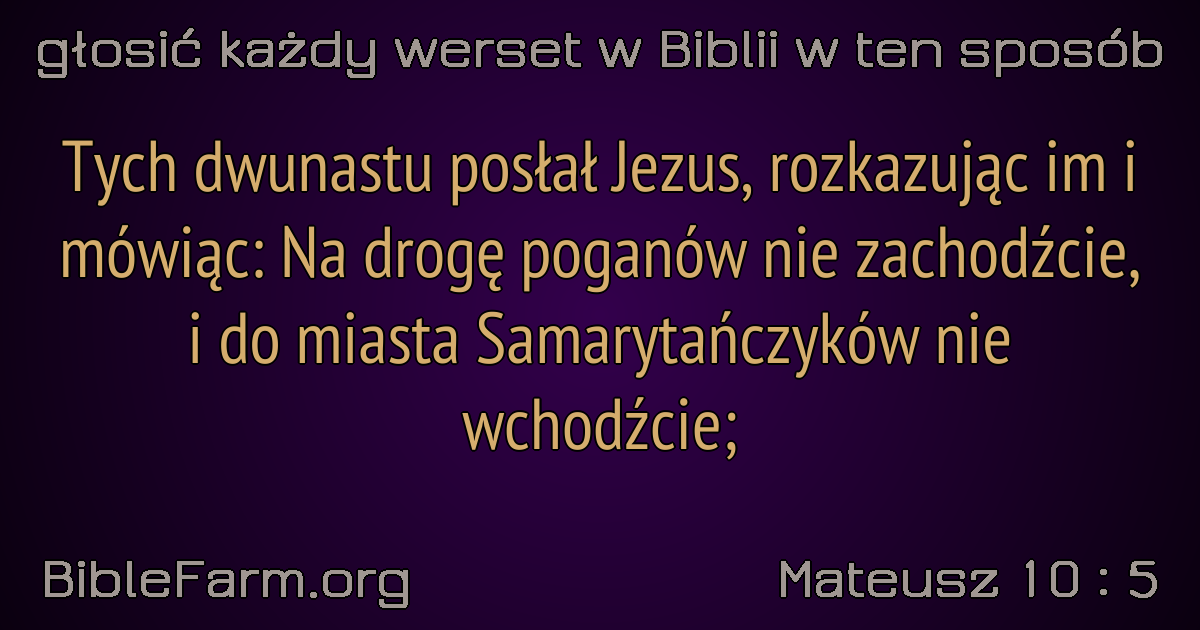 głosić każdy werset w Biblii w ten sposób
Tych dwunastu posłał Jezus, rozkazując im i
mówiąc: Na drogę poganów nie zachodźcie,
i do miasta Samarytańczyków nie
wchodźcie;
BibleFarm.org
Mateusz 10 : 5